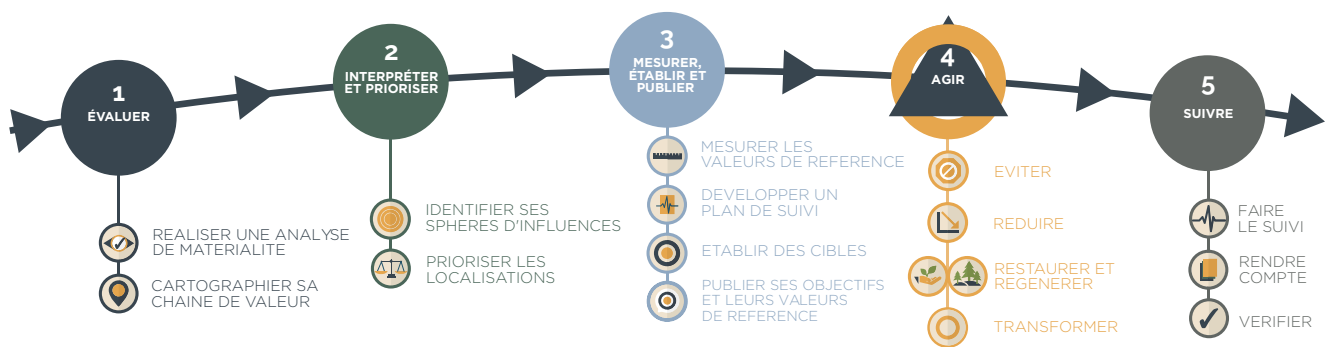 1
ÉVALUER
REALISER UNE ANALYSE
DE MATERIALITE
CARTOGRAPHIER SA
CHAINE DE VALEUR
2
INTERPRÉTER
ET PRIORISER
IDENTIFIER SES
SPHERES D'INFLUENCES
PRIORISER LES
LOCALISATIONS
3
MESURER,
ÉTABLIR ET
PUBLIER
MESURER LES
VALEURS DE REFERENCE
DEVELOPPER UN
PLAN DE SUIVI
ETABLIR DES CIBLES
PUBLIER SES OBJECTIFS
ET LEURS VALEURS
DE REFERENCE
4
AGIR
EVITER
REDUIRE
RESTAURER ET
REGENERER
TRANSFORMER
5
SUIVRE
FAIRE
LE SUIVI
RENDRE
COMPTE
VERIFIER